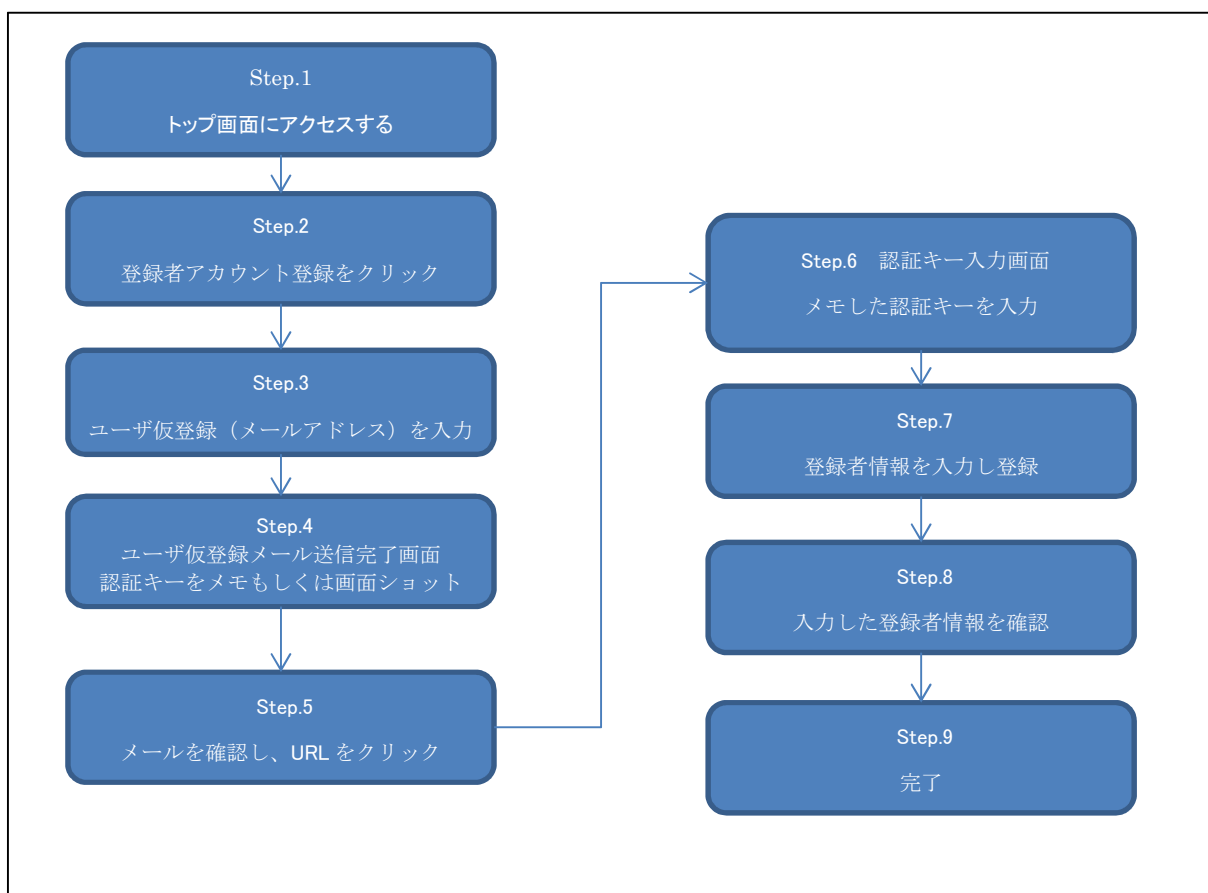 Step.1
トップ画面にアクセスする
Step.2
登録者アカウント登録をクリック
Step.3
ユーザ仮登録（メールアドレス）を入力
Step.4
ユーザ仮登録メール送信完了画面
認証キーをメモもしくは画面ショット
Step.5
メールを確認し、URL をクリック
Step.6　認証キー入力画面
メモした認証キーを入力
Step.7
登録者情報を入力し登録
Step.8
入力した登録者情報を確認
Step.9
完了